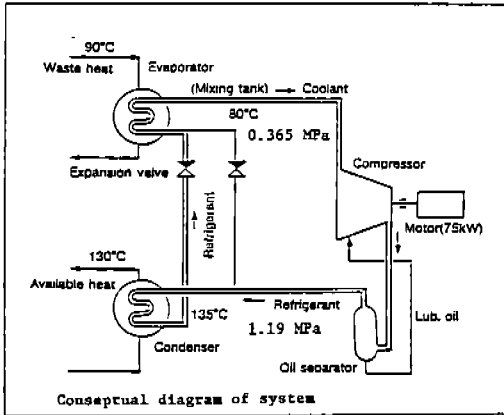 90°C
Waste heat
Evaporator
(Mixing tank) → Coolant
80°C
0.365 MPa
Compressor
Expansion valve
Refrigerant
Motor(75kW)
130°C
Available heat
135°C
Refrigerant
Lub. oil
1.19 MPa
Condenser
Oil separator
Conseptual diagram of system